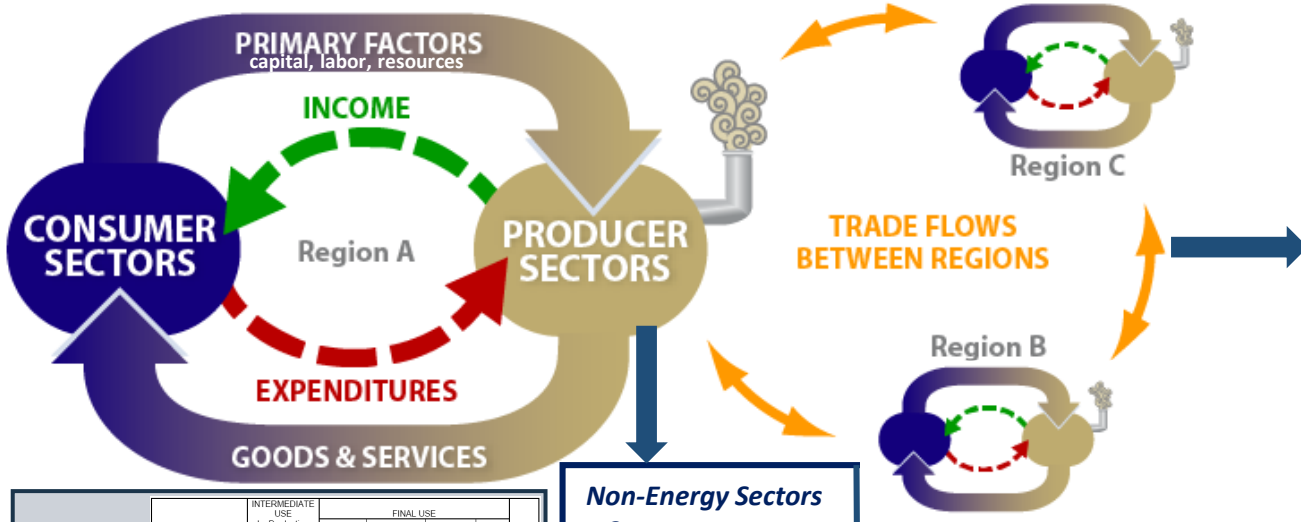 PRIMARY FACTORS
capital, labor, resources
INCOME
CONSUMER
SECTORS
Region A
PRODUCER
SECTORS
EXPENDITURES
GOODS & SERVICES
Region C
TRADE FLOWS
BETWEEN REGIONS
Region B
INTERMEDIATE
USE
FINAL USE
Non-Energy Sectors